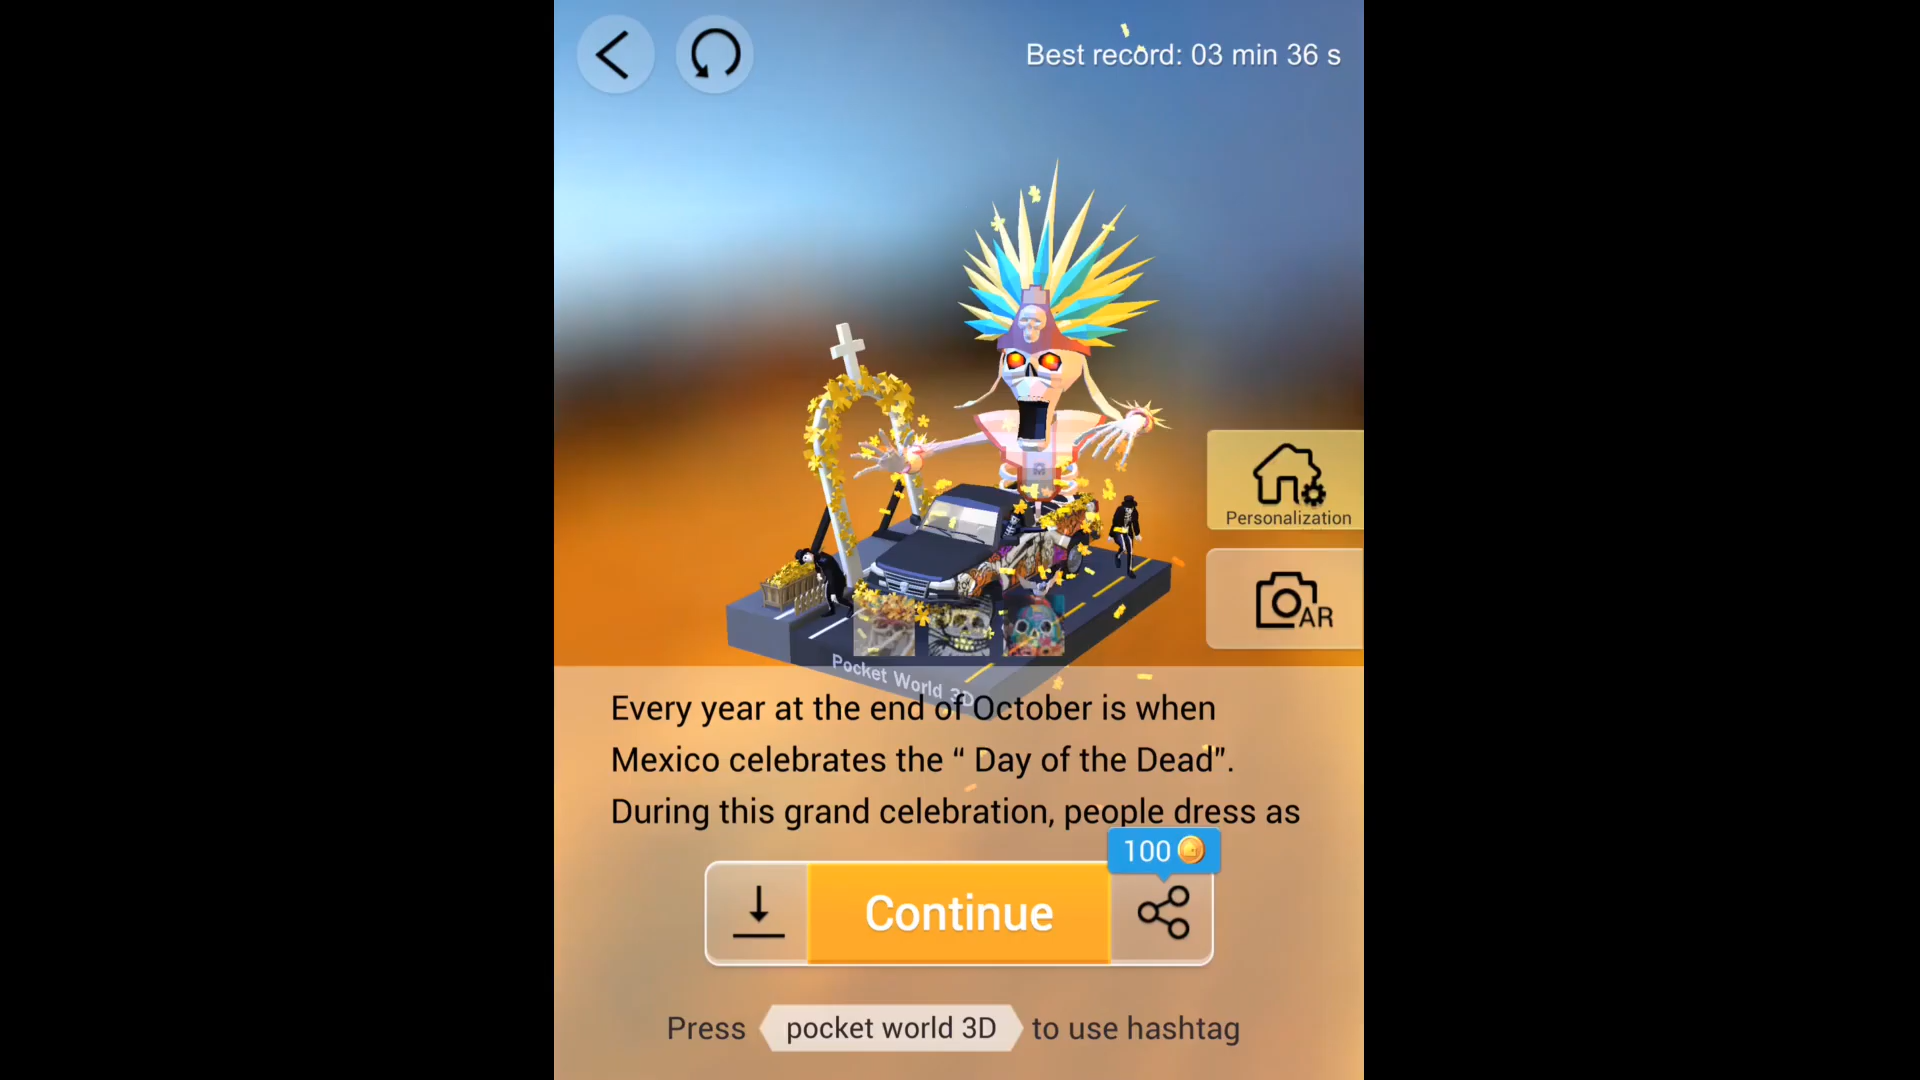 Best record: 03 min 36 s
Personalization
AR
Pocket World 3D
Every year at the end of October is when
Mexico celebrates the “ Day of the Dead”.
During this grand celebration, people dress as
100
Continue
Press pocket world 3D to use hashtag